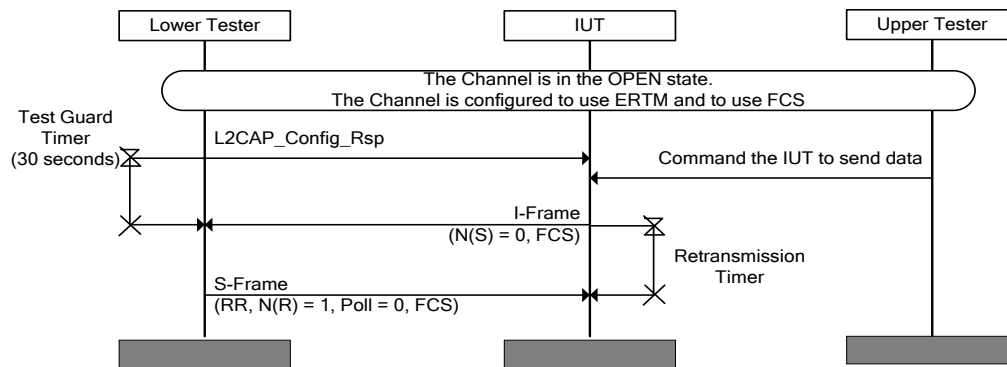 Lower Tester
IUT
Upper Tester
The Channel is in the OPEN state.
The Channel is configured to use ERTM and to use FCS
Test Guard
Timer
(30 seconds)
L2CAP_Config_Rsp
Command the IUT to send data
I-Frame
(N(S) = 0, FCS)
Retransmission
Timer
S-Frame
(RR, N(R) = 1, Poll = 0, FCS)